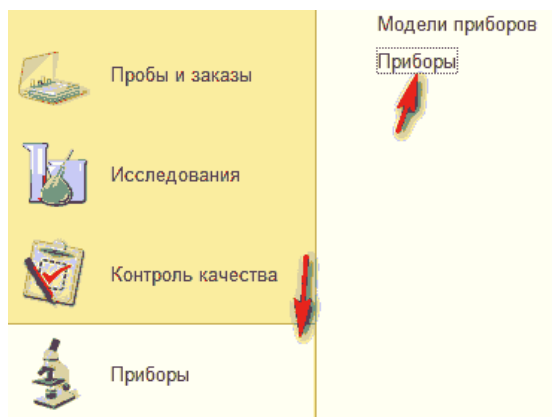 Модели приборов
Приборы
Пробы и заказы
Исследования
Контроль качества
Приборы